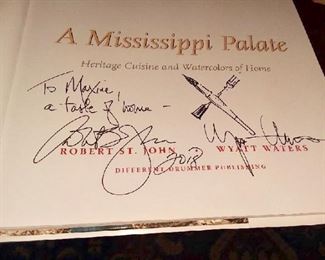 A Mississippi Palate
Heritage Cuisine and Watercolors of Home
To Maxine,
a taste of home -
2018
ROBERT ST. JOHN WYATT WATERS
DIFFERENT DRUMMER PUBLISHING